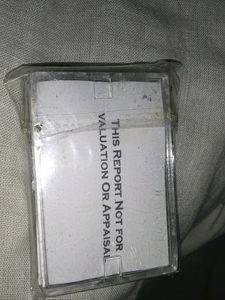 THIS REPORT NOT FOR
VALUATION OR APPAISAL